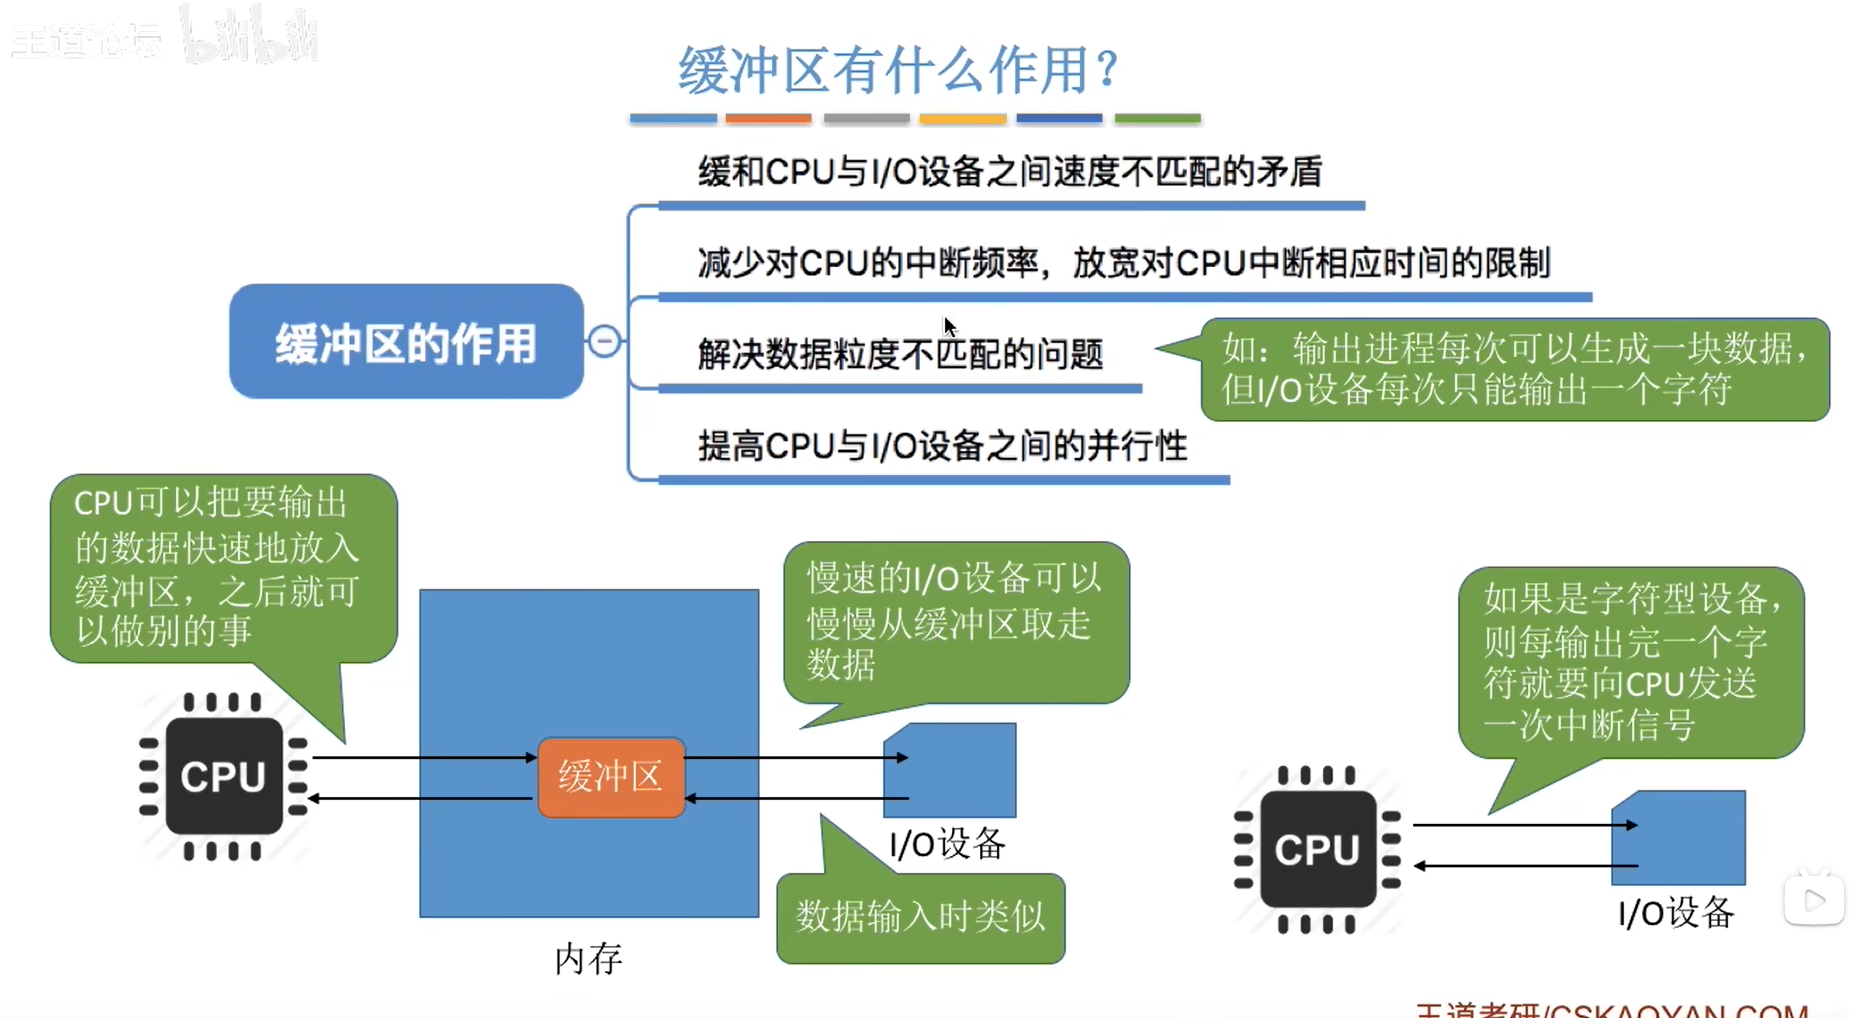 王道论坛 bilibili
缓冲区有什么作用？
缓和CPU与I/O设备之间速度不匹配的矛盾
减少对CPU的中断频率，放宽对CPU中断相应时间的限制
缓冲区的作用
解决数据粒度不匹配的问题
如：输出进程每次可以生成一块数据，
但I/O设备每次只能输出一个字符
提高CPU与I/O设备之间的并行性
CPU可以把要输出
的数据快速地放入
缓冲区，之后就可
以做别的事
慢速的I/O设备可以
慢慢从缓冲区取走
数据
如果是字符型设备，
则每输出完一个字
符就要向CPU发送
一次中断信号
CPU
缓冲区
I/O设备
数据输入时类似
内存
CPU
I/O设备
王道考研/CSKAOYAN.COM